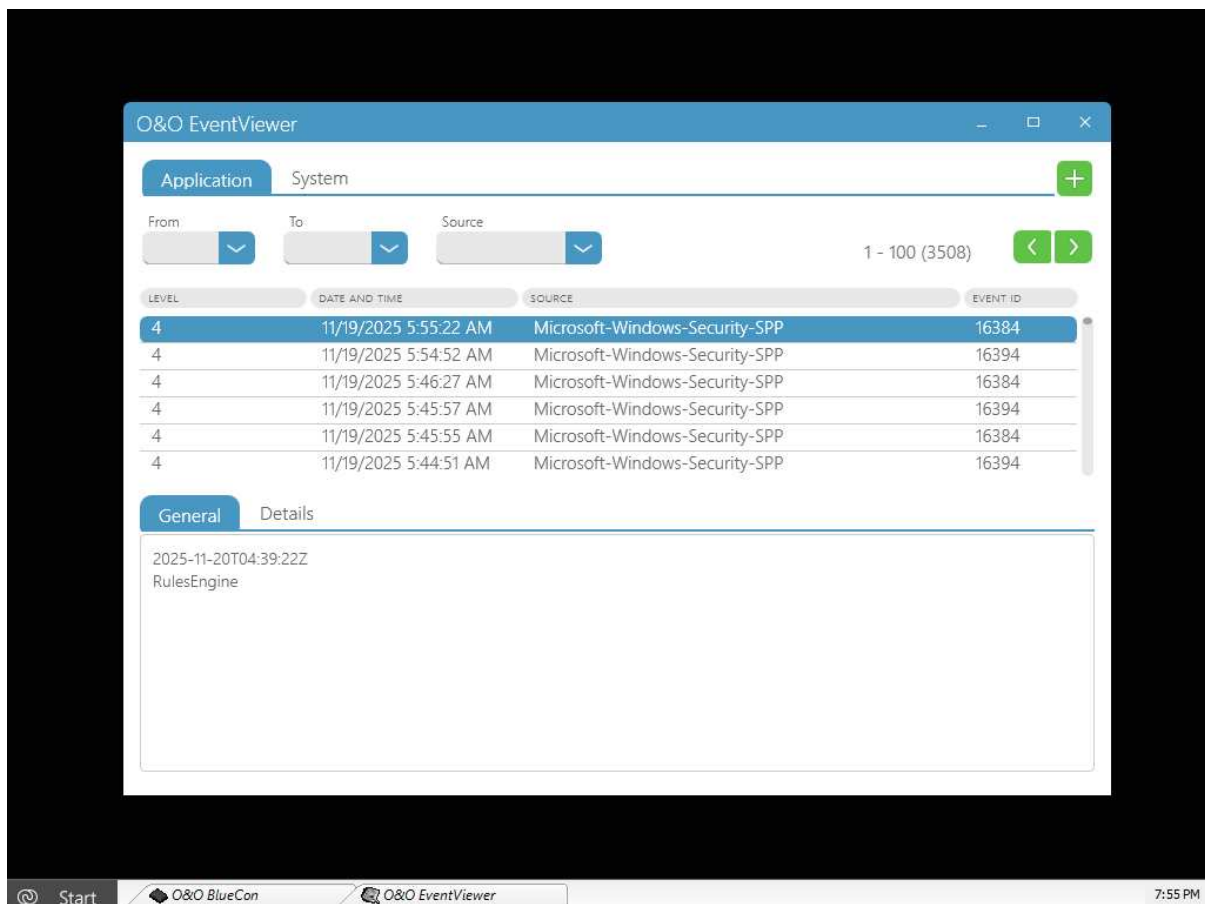 O&O EventViewer
Application System
From To Source
1 - 100 (3508)
LEVEL DATE AND TIME SOURCE EVENT ID
4 11/19/2025 5:55:22 AM Microsoft-Windows-Security-SPP 16384
4 11/19/2025 5:54:52 AM Microsoft-Windows-Security-SPP 16394
4 11/19/2025 5:46:27 AM Microsoft-Windows-Security-SPP 16384
4 11/19/2025 5:45:57 AM Microsoft-Windows-Security-SPP 16394
4 11/19/2025 5:45:55 AM Microsoft-Windows-Security-SPP 16384
4 11/19/2025 5:44:51 AM Microsoft-Windows-Security-SPP 16394
General Details
2025-11-20T04:39:22Z
RulesEngine
Start O&O BlueCon O&O EventViewer 7:55 PM